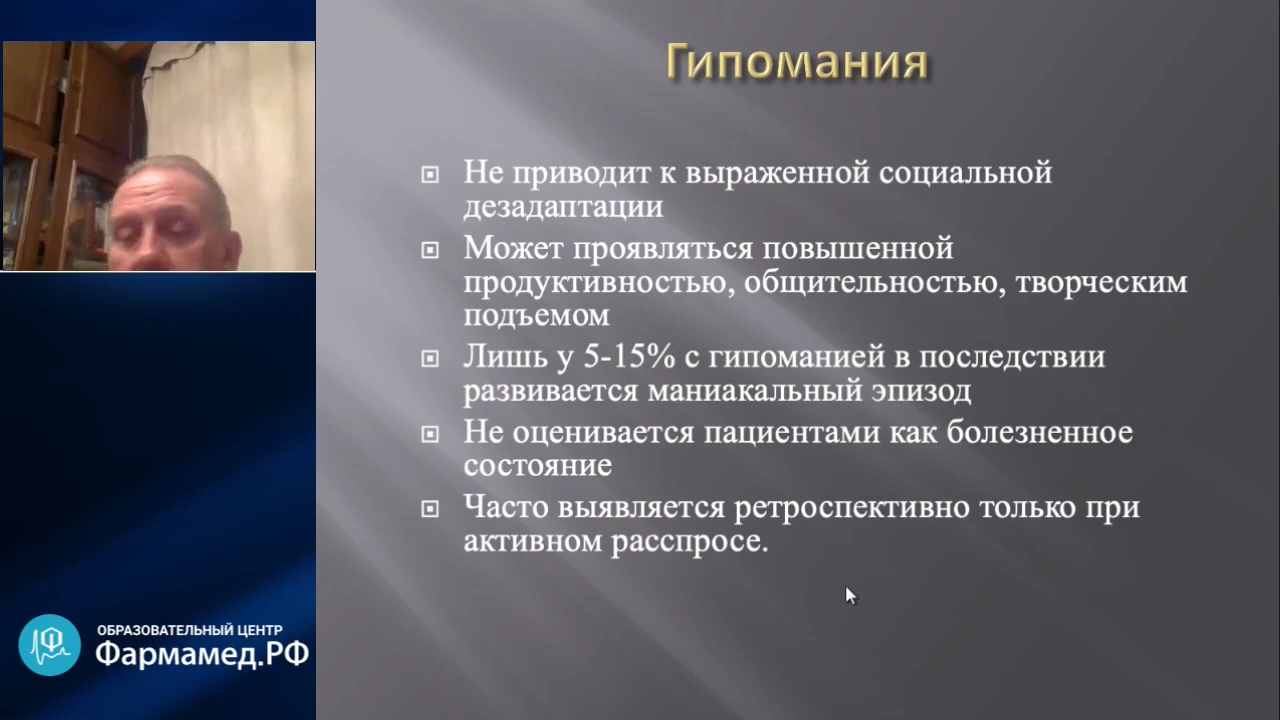 Гипомания
Не приводит к выраженной социальной
дезадаптации
Может проявляться повышенной
продуктивностью, общительностью, творческим
подъемом
Лишь у 5-15% с гипоманией в последствии
развивается маниакальный эпизод
Не оценивается пациентами как болезненное
состояние
Часто выявляется ретроспективно только при
активном расспросе.
ОБРАЗОВАТЕЛЬНЫЙ ЦЕНТР
Фармамед.РФ